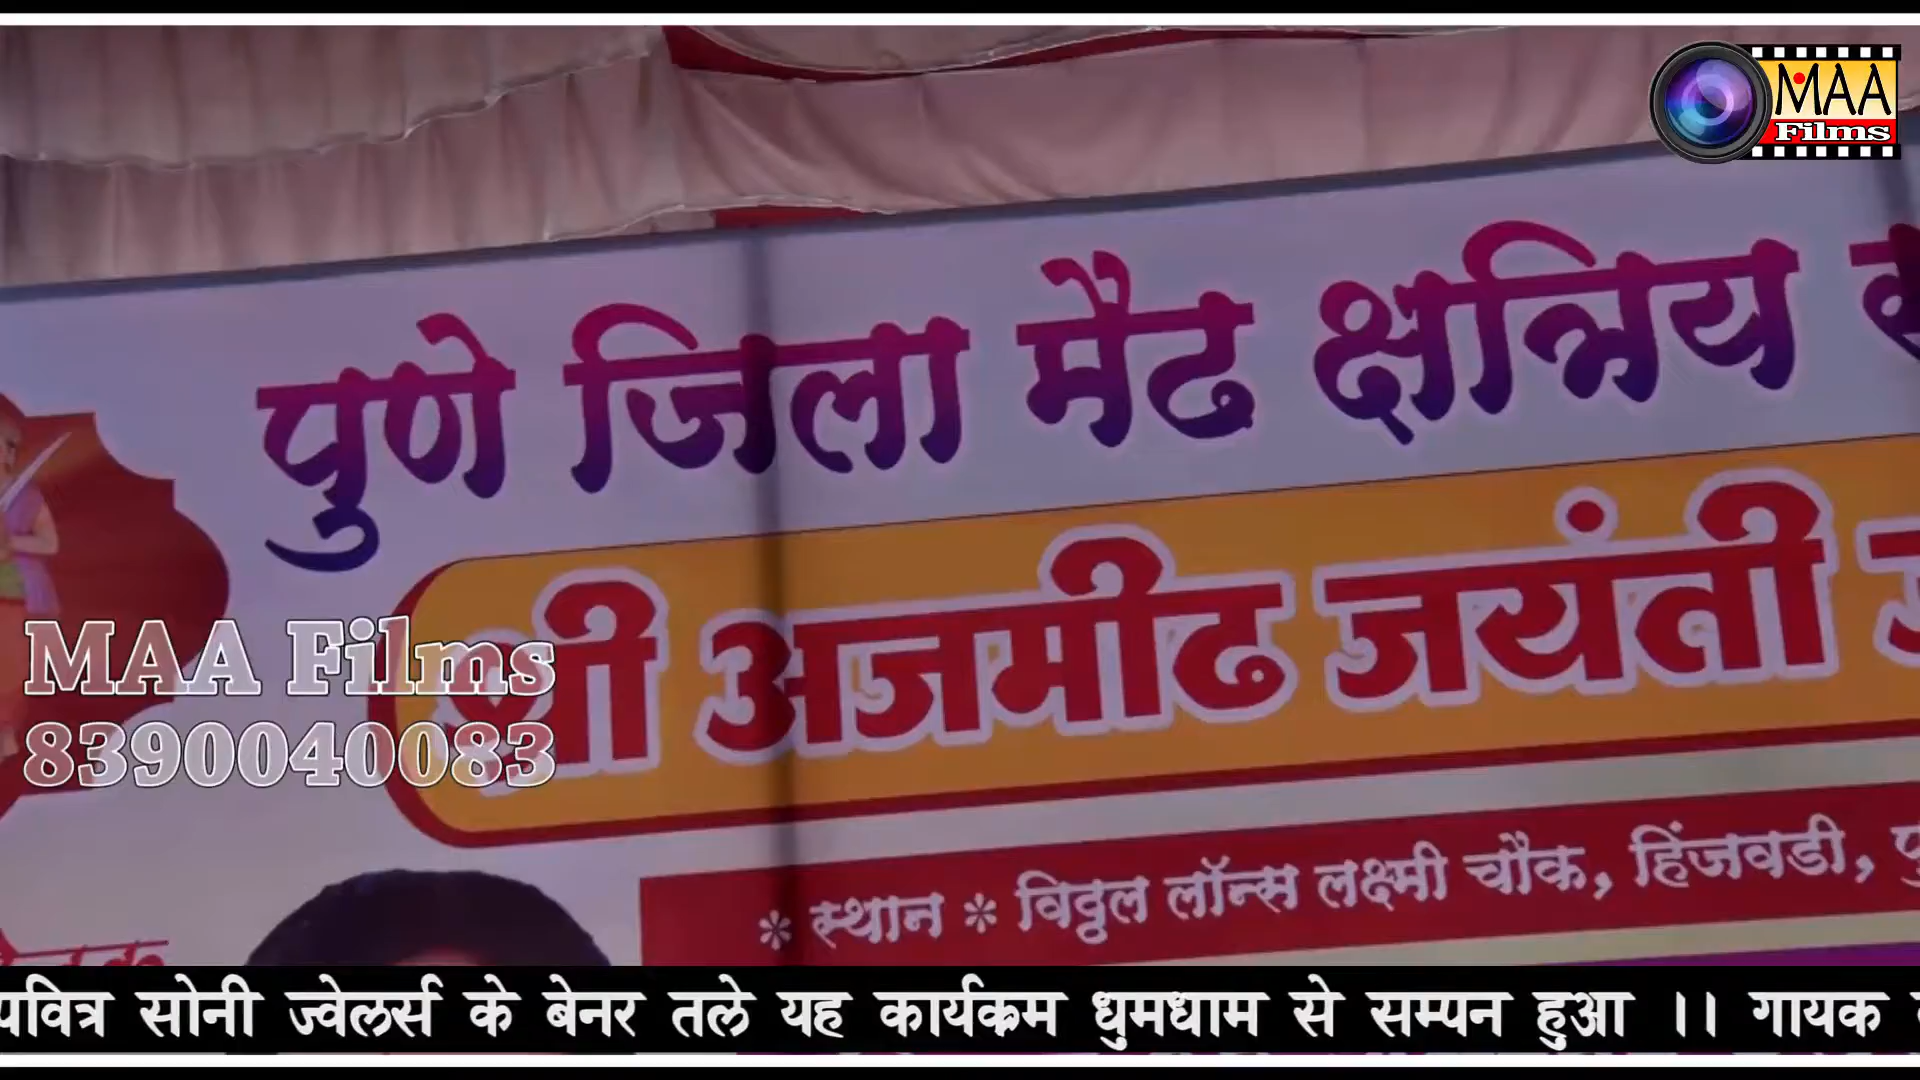 MAA
Films
पुणे जिला मैढ क्षत्रिय
श्री अजमीढ जयंती
MAA Films
8390040083
* स्थान * विठ्ठल लॉन्स लक्ष्मी चौक, हिंजवडी,
पवित्र सोनी ज्वेलर्स के बेनर तले यह कार्यक्रम धुमधाम से सम्पन हुआ ।। गायक